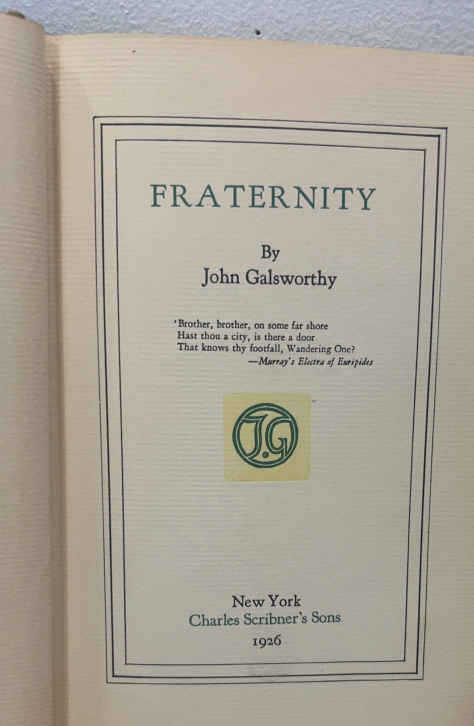 FRATERNITY
By
John Galsworthy
'Brother, brother, on some far shore
Hast thou a city, is there a door
That knows thy footfall, Wandering One?
—Murray's Electra of Euripides
J.G
New York
Charles Scribner's Sons
1926